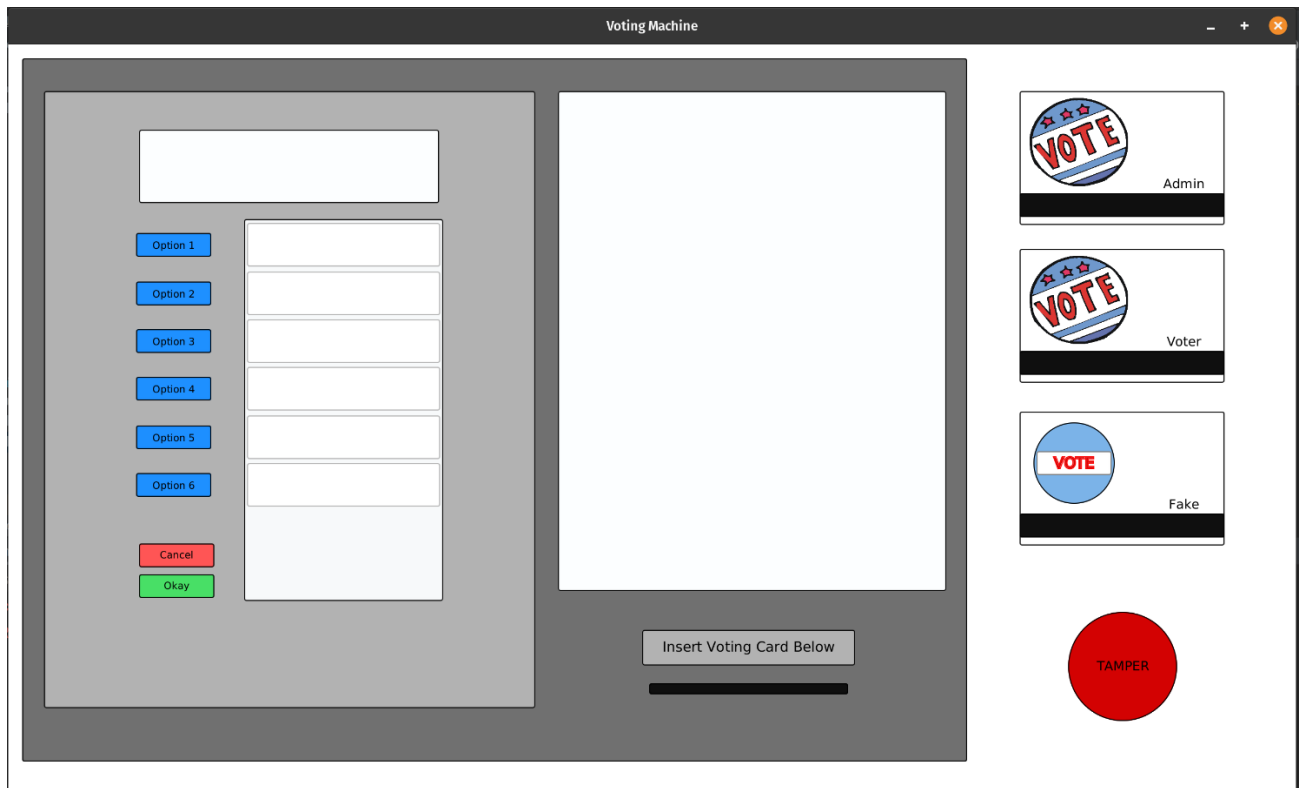 Voting Machine
Option 1
Option 2
Option 3
Option 4
Option 5
Option 6
Cancel
Okay
Insert Voting Card Below
VOTE
Admin
VOTE
Voter
VOTE
Fake
TAMPER